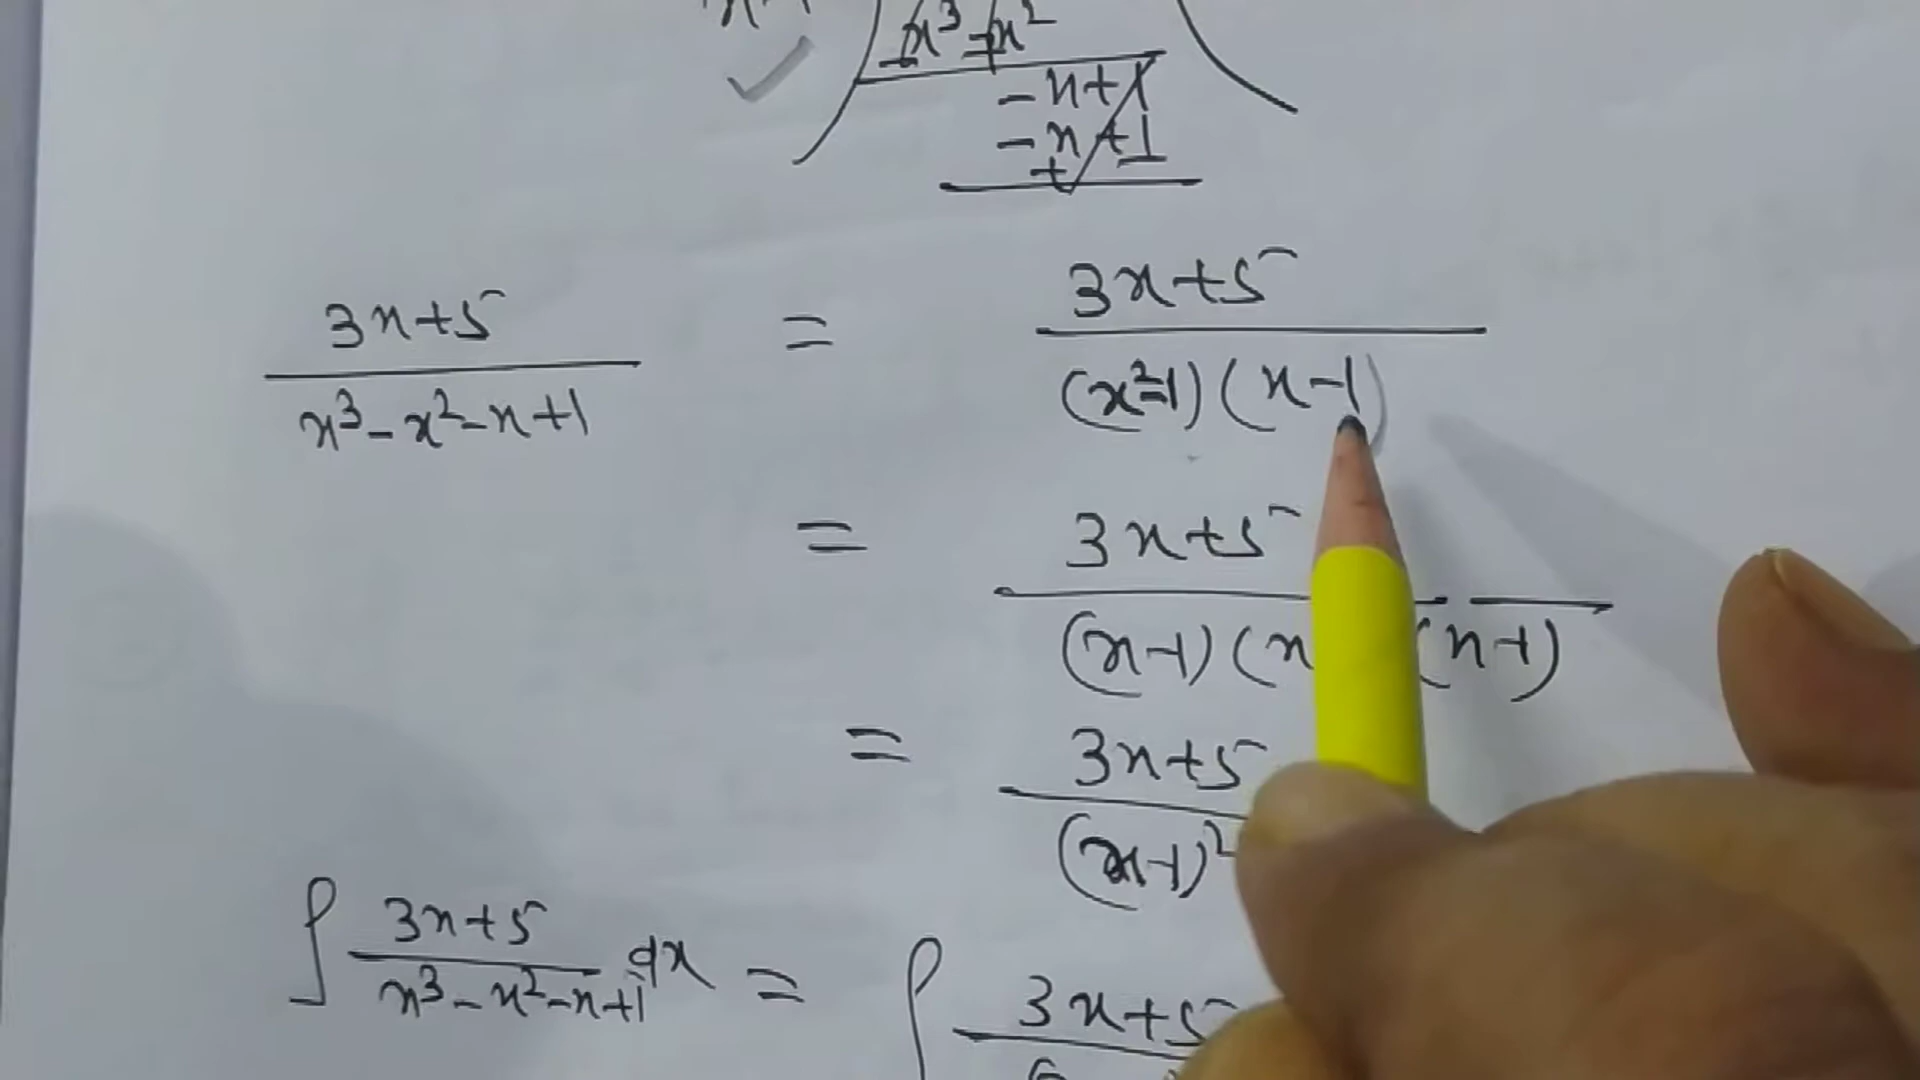 x³ - x²
- x + 1
- x + 1
+
3x+5 / x³ - x² - x + 1 = 3x+5 / (x²-1)(x-1)
= 3x+5 / (x-1)(x (x-1)
= 3x+5 / (x-1)²
∫ 3x+5 / x³ - x² - x + 1 dx = ∫ 3x+5